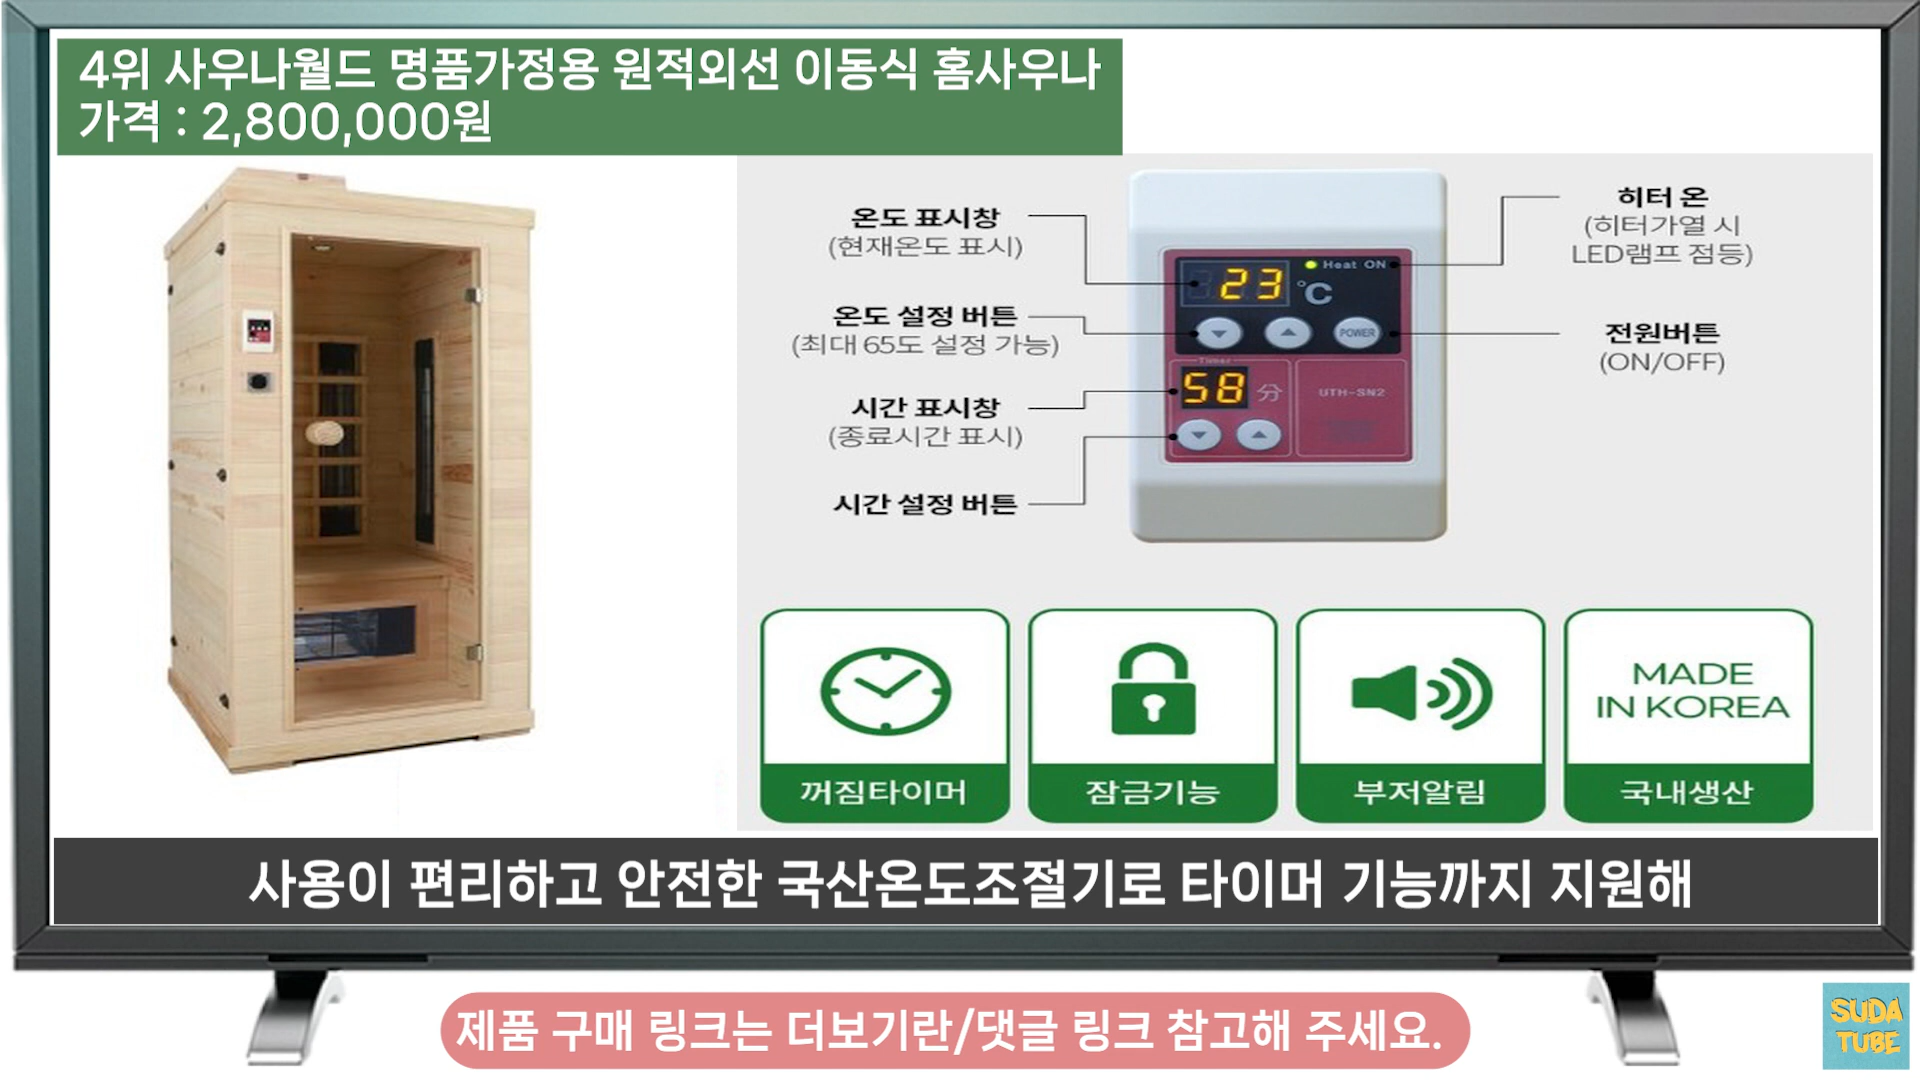 4위 사우나월드 명품가정용 원적외선 이동식 홈사우나
가격 : 2,800,000원
온도 표시창
(현재온도 표시)
온도 설정 버튼
(최대 65도 설정 가능)
시간 표시창
(종료시간 표시)
시간 설정 버튼
23 °C
Heat ON
POWER
Timer
58 分
UTH-SN2
히터 온
(히터가열 시
LED램프 점등)
전원버튼
(ON/OFF)
꺼짐타이머
잠금기능
부저알림
MADE
IN KOREA
국내생산
사용이 편리하고 안전한 국산온도조절기로 타이머 기능까지 지원해
제품 구매 링크는 더보기란/댓글 링크 참고해 주세요.
SUDA
TUBE